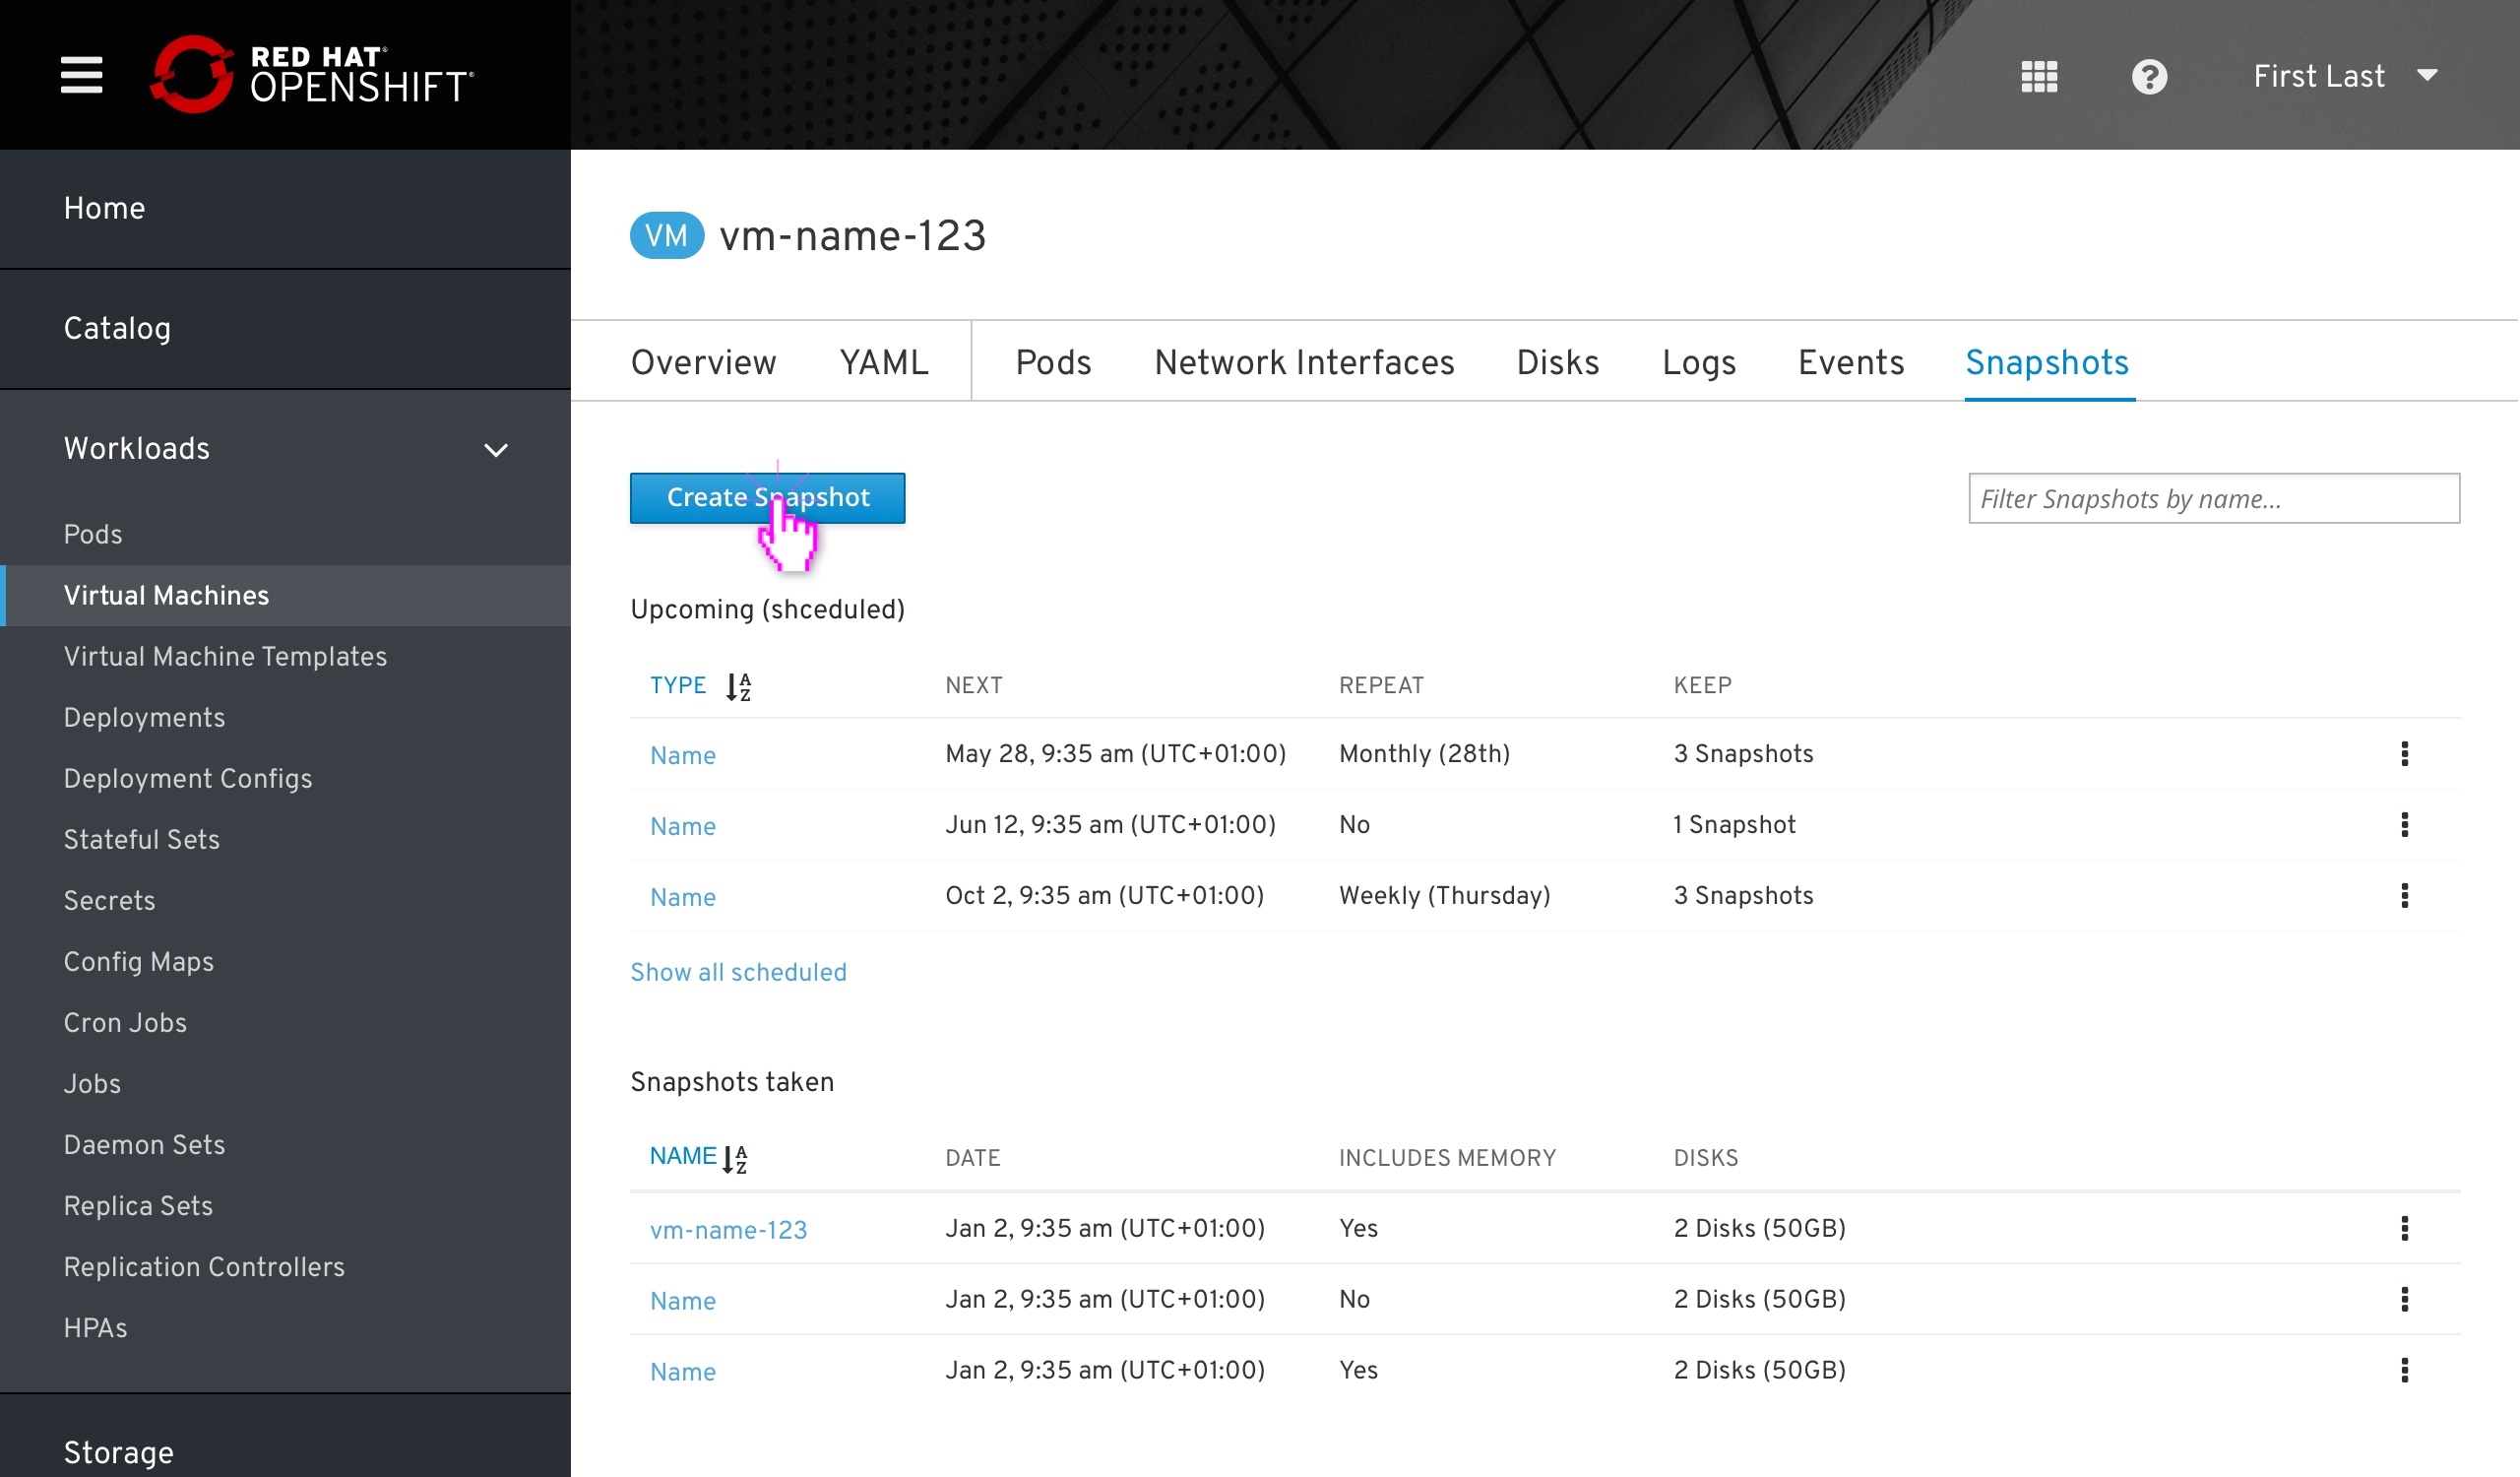 RED HAT®
OPENSHIFT®
First Last
Home
Catalog
Workloads
Pods
Virtual Machines
Virtual Machine Templates
Deployments
Deployment Configs
Stateful Sets
Secrets
Config Maps
Cron Jobs
Jobs
Daemon Sets
Replica Sets
Replication Controllers
HPAs
Storage
VM vm-name-123
Overview YAML Pods Network Interfaces Disks Logs Events Snapshots
Create Snapshot
Filter Snapshots by name...
Upcoming (shceduled)
TYPE AZ NEXT REPEAT KEEP
Name May 28, 9:35 am (UTC+01:00) Monthly (28th) 3 Snapshots
Name Jun 12, 9:35 am (UTC+01:00) No 1 Snapshot
Name Oct 2, 9:35 am (UTC+01:00) Weekly (Thursday) 3 Snapshots
Show all scheduled
Snapshots taken
NAME AZ DATE INCLUDES MEMORY DISKS
vm-name-123 Jan 2, 9:35 am (UTC+01:00) Yes 2 Disks (50GB)
Name Jan 2, 9:35 am (UTC+01:00) No 2 Disks (50GB)
Name Jan 2, 9:35 am (UTC+01:00) Yes 2 Disks (50GB)